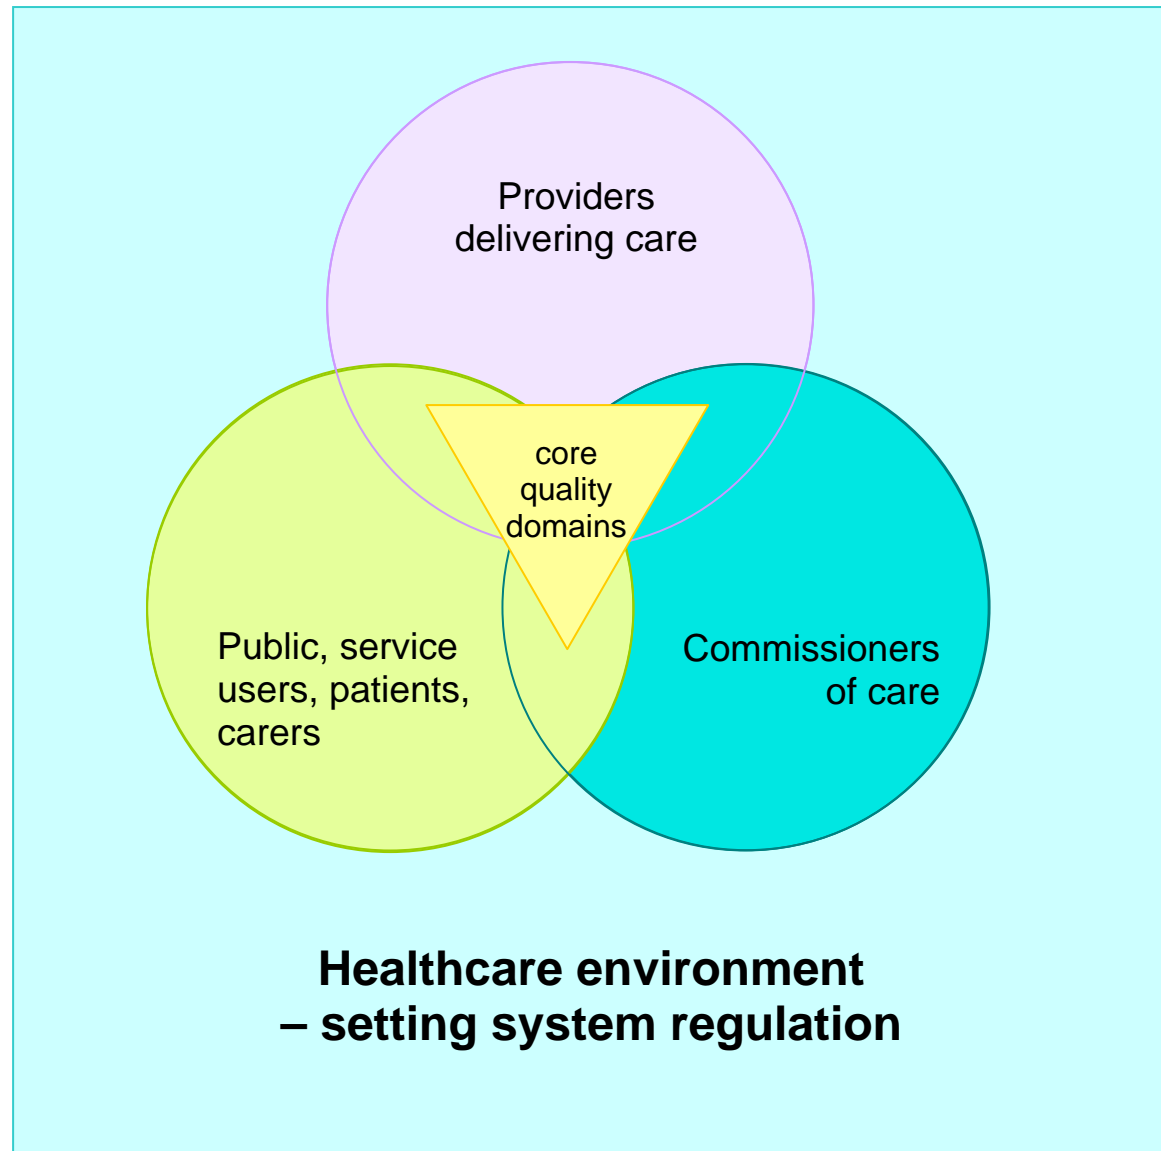 Providers
delivering care
core
quality
domains
Public, service
users, patients,
carers
Commissioners
of care
Healthcare environment
– setting system regulation